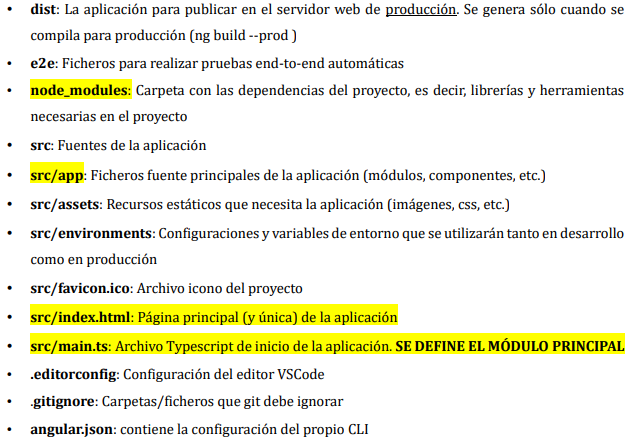 • dist: La aplicación para publicar en el servidor web de producción. Se genera sólo cuando se
compila para producción (ng build --prod )
• e2e: Ficheros para realizar pruebas end-to-end automáticas
• node_modules: Carpeta con las dependencias del proyecto, es decir, librerías y herramientas
necesarias en el proyecto
• src: Fuentes de la aplicación
• src/app: Ficheros fuente principales de la aplicación (módulos, componentes, etc.)
• src/assets: Recursos estáticos que necesita la aplicación (imágenes, css, etc.)
• src/environments: Configuraciones y variables de entorno que se utilizarán tanto en desarrollo
como en producción
• src/favicon.ico: Archivo icono del proyecto
• src/index.html: Página principal (y única) de la aplicación
• src/main.ts: Archivo Typescript de inicio de la aplicación. SE DEFINE EL MÓDULO PRINCIPAL
• .editorconfig: Configuración del editor VSCode
• .gitignore: Carpetas/ficheros que git debe ignorar
• angular.json: contiene la configuración del propio CLI